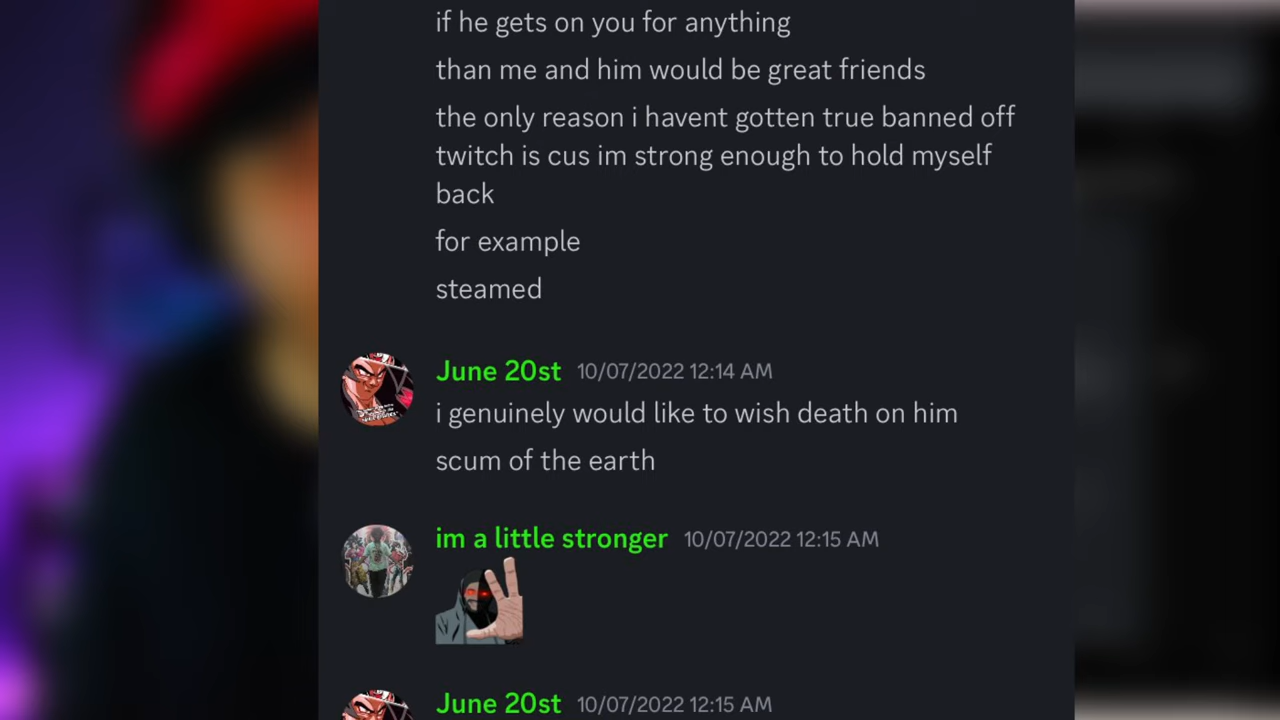 if he gets on you for anything
than me and him would be great friends
the only reason i havent gotten true banned off
twitch is cus im strong enough to hold myself
back
for example
steamed
June 20st 10/07/2022 12:14 AM
i genuinely would like to wish death on him
scum of the earth
im a little stronger 10/07/2022 12:15 AM
June 20st 10/07/2022 12:15 AM